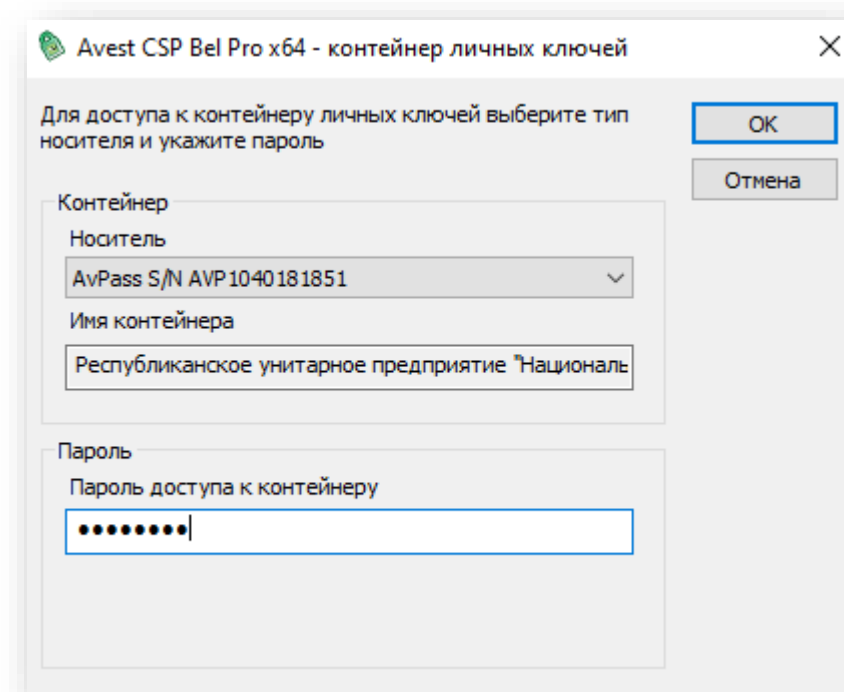 Avest CSP Bel Pro x64 - контейнер личных ключей
Для доступа к контейнеру личных ключей выберите тип
носителя и укажите пароль
OK
Отмена
Контейнер
Носитель
AvPass S/N AVP1040181851
Имя контейнера
Республиканское унитарное предприятие "Националь
Пароль
Пароль доступа к контейнеру
••••••••